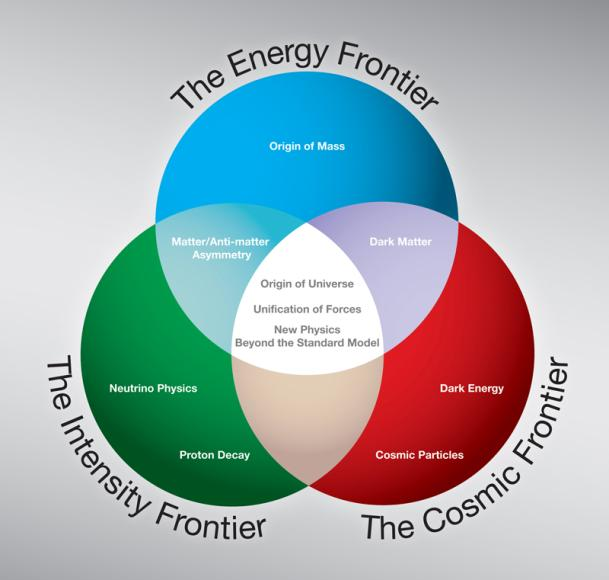 The Energy Frontier
Origin of Mass
Matter/Anti-matter
Asymmetry
Dark Matter
Origin of Universe
Unification of Forces
New Physics
Beyond the Standard Model
Neutrino Physics
Dark Energy
Proton Decay
Cosmic Particles
The Intensity Frontier
The Cosmic Frontier